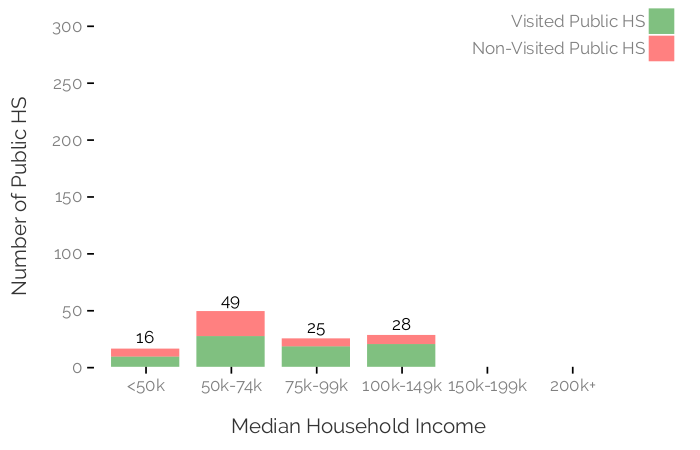 Visited Public HS
Non-Visited Public HS
Number of Public HS
300
250
200
150
100
50
0
16
49
25
28
<50k
50k-74k
75k-99k
100k-149k
150k-199k
200k+
Median Household Income